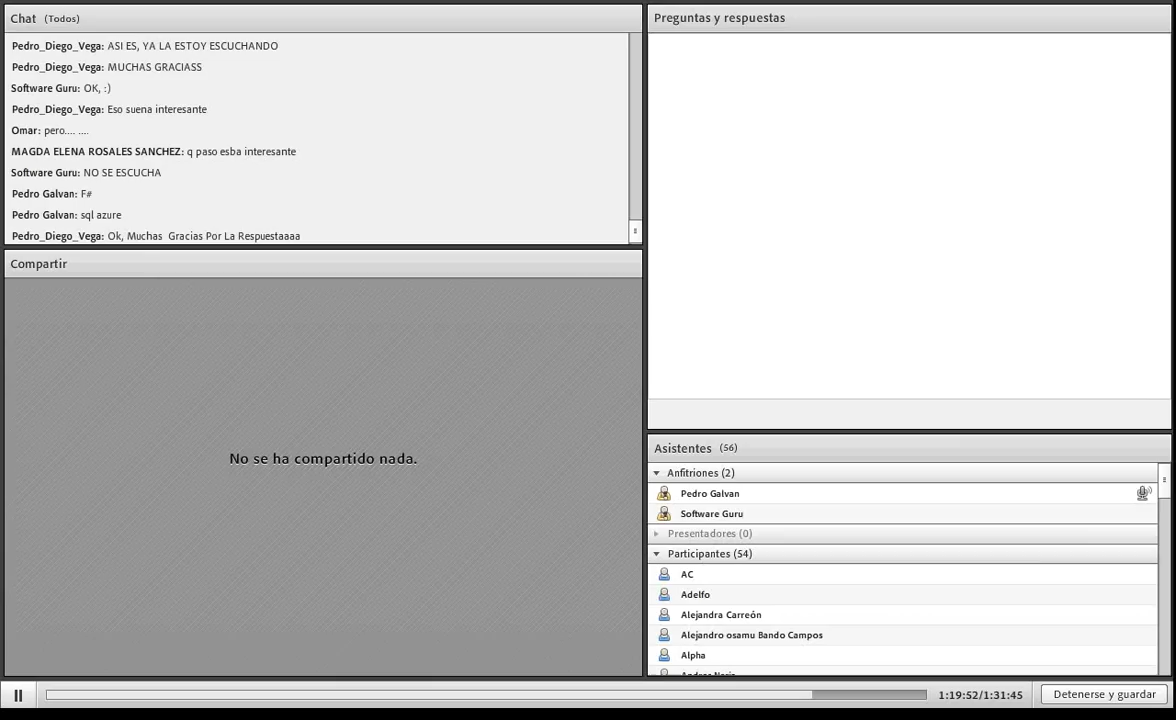 Chat (Todos)
Pedro_Diego_Vega: ASI ES, YA LA ESTOY ESCUCHANDO
Pedro_Diego_Vega: MUCHAS GRACIASS
Software Guru: OK, :)
Pedro_Diego_Vega: Eso suena interesante
Omar: pero.... ....
MAGDA ELENA ROSALES SANCHEZ: q paso esba interesante
Software Guru: NO SE ESCUCHA
Pedro Galvan: F#
Pedro Galvan: sql azure
Pedro_Diego_Vega: Ok, Muchas  Gracias Por La Respuestaaaa
Compartir
No se ha compartido nada.
Preguntas y respuestas
Asistentes (56)
Anfitriones (2)
Pedro Galvan
Software Guru
Presentadores (0)
Participantes (54)
AC
Adelfo
Alejandra Carreón
Alejandro osamu Bando Campos
Alpha
1:19:52/1:31:45
Detenerse y guardar